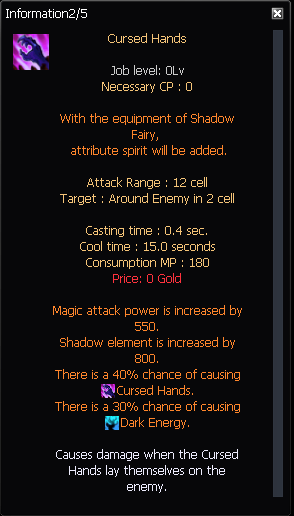 Information2/5
Cursed Hands
Job level: 0Lv
Necessary CP : 0
With the equipment of Shadow
Fairy,
attribute spirit will be added.
Attack Range : 12 cell
Target : Around Enemy in 2 cell
Casting time : 0.4 sec.
Cool time : 15.0 seconds
Consumption MP : 180
Price: 0 Gold
Magic attack power is increased by
550.
Shadow element is increased by
800.
There is a 40% chance of causing
Cursed Hands.
There is a 30% chance of causing
Dark Energy.
Causes damage when the Cursed
Hands lay themselves on the
enemy.